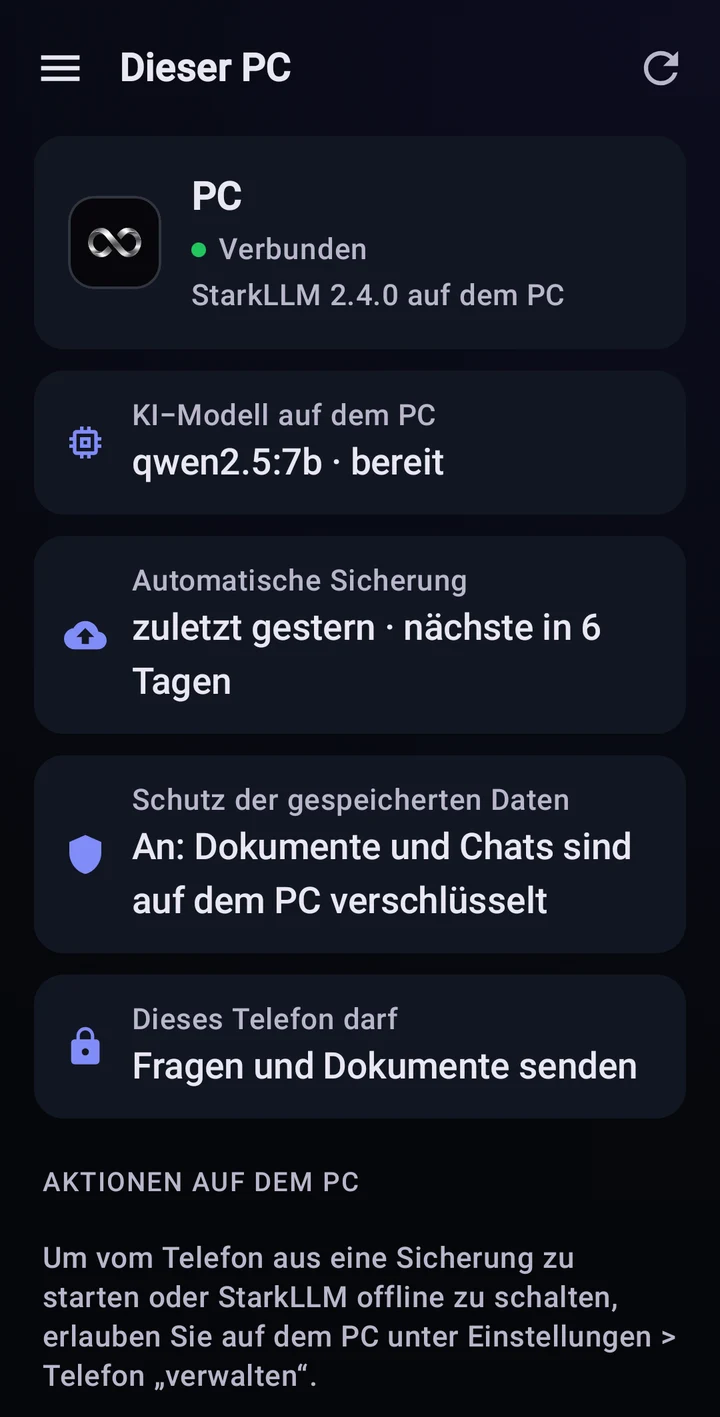 Dieser PC
PC
Verbunden
StarkLLM 2.4.0 auf dem PC
KI-Modell auf dem PC
qwen2.5:7b · bereit
Automatische Sicherung
zuletzt gestern · nächste in 6
Tagen
Schutz der gespeicherten Daten
An: Dokumente und Chats sind
auf dem PC verschlüsselt
Dieses Telefon darf
Fragen und Dokumente senden
AKTIONEN AUF DEM PC
Um vom Telefon aus eine Sicherung zu
starten oder StarkLLM offline zu schalten,
erlauben Sie auf dem PC unter Einstellungen >
Telefon „verwalten“.